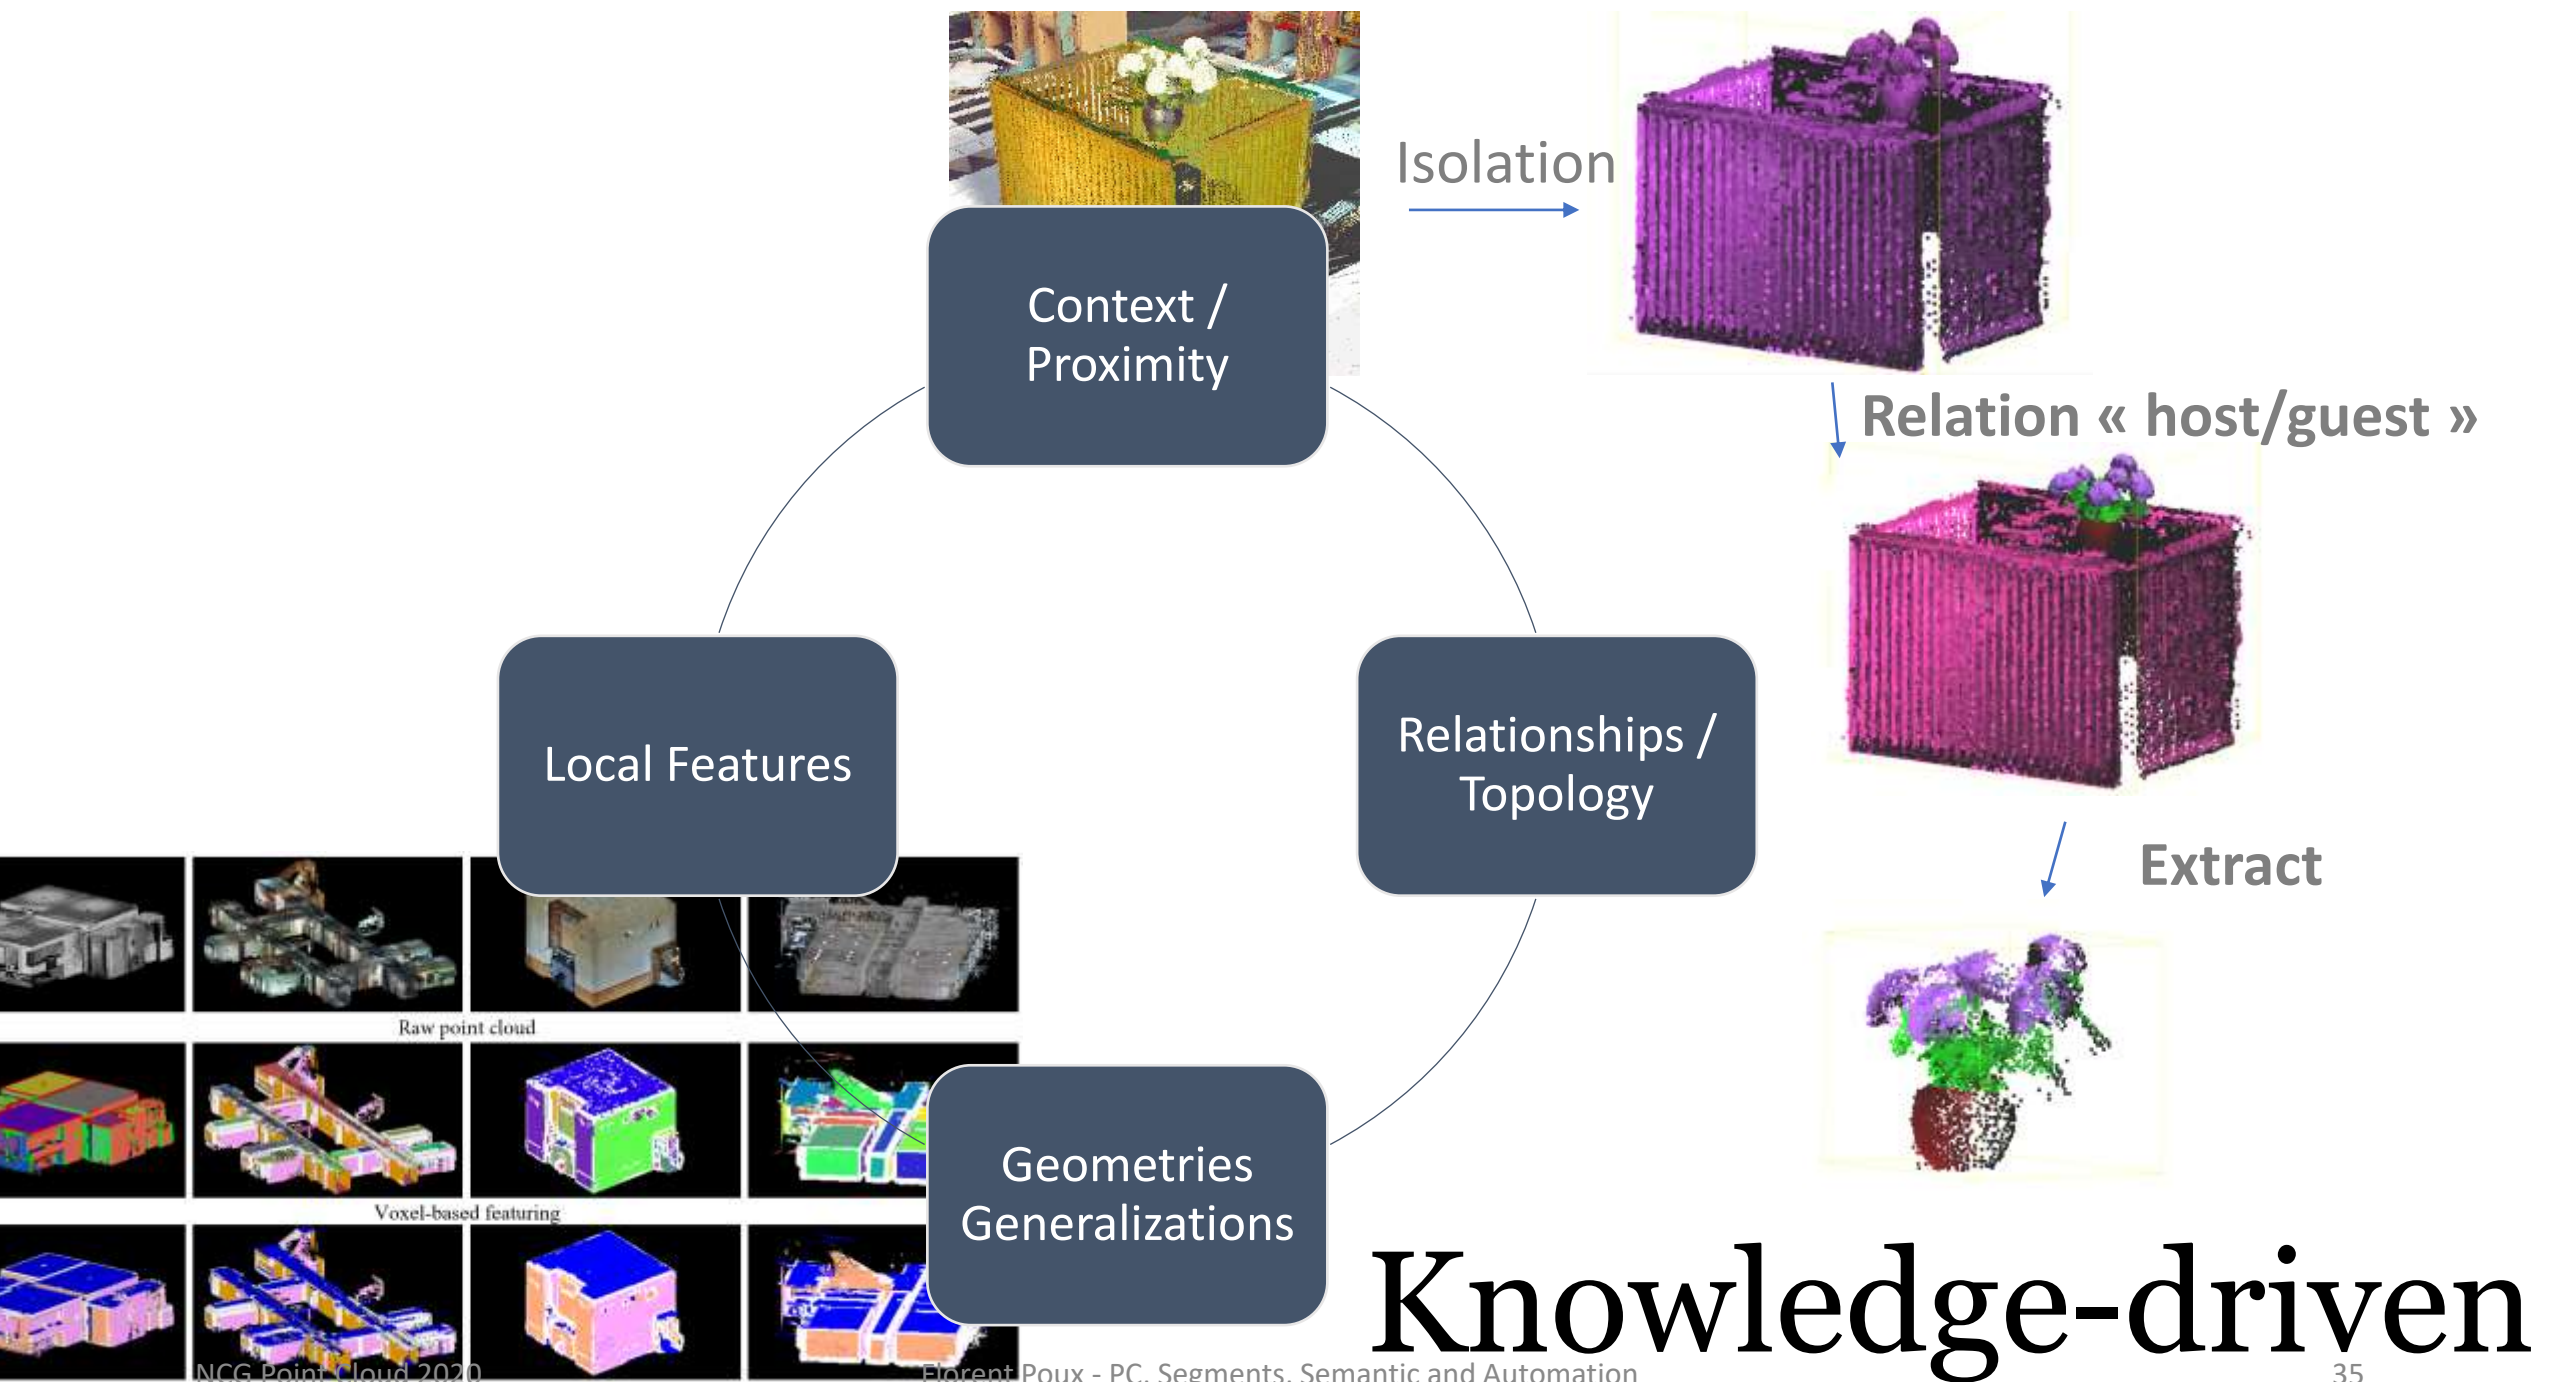 Isolation
Context /
Proximity
Relation « host/guest »
Local Features
Relationships /
Topology
Extract
Raw point cloud
Voxel-based featuring
Geometries
Generalizations
Knowledge-driven
NCG Point Cloud 2020
Florent Poux - PC, Segments, Semantic and Automation
35